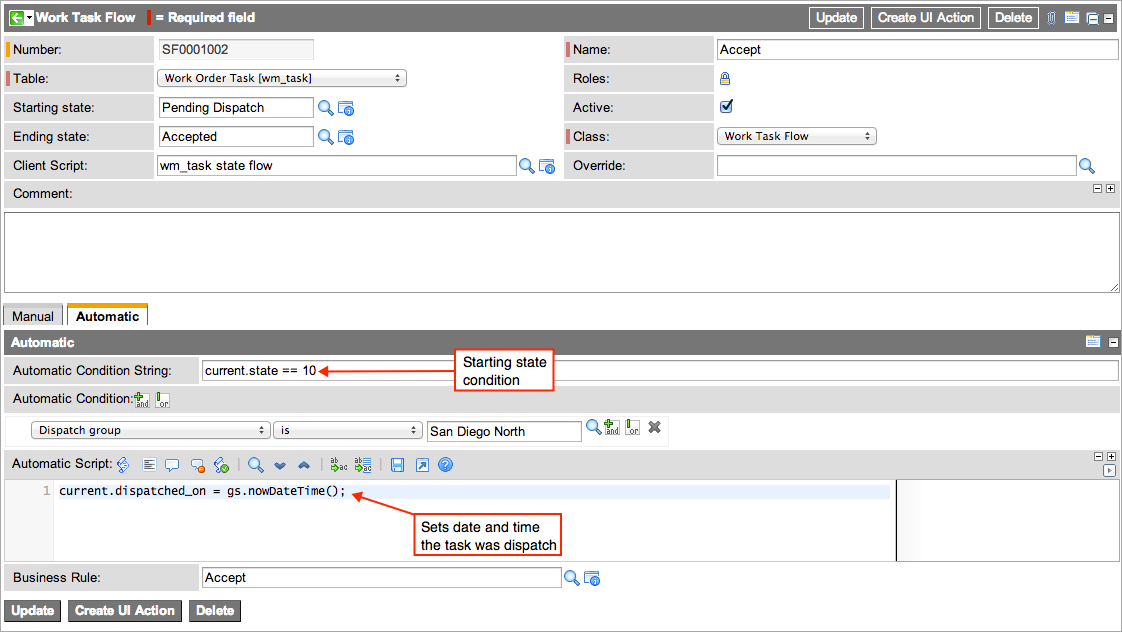 Work Task Flow = Required field Update Create UI Action Delete
Number: SF0001002 Name: Accept
Table: Work Order Task [wm_task] Roles:
Starting state: Pending Dispatch Active:
Ending state: Accepted Class: Work Task Flow
Client Script: wm_task state flow Override:
Comment:
Manual Automatic
Automatic
Automatic Condition String: current.state == 10
Starting state
condition
Automatic Condition: and or
Dispatch group is San Diego North and or
Automatic Script:
1 current.dispatched_on = gs.nowDateTime();
Sets date and time
the task was dispatch
Business Rule: Accept
Update Create UI Action Delete